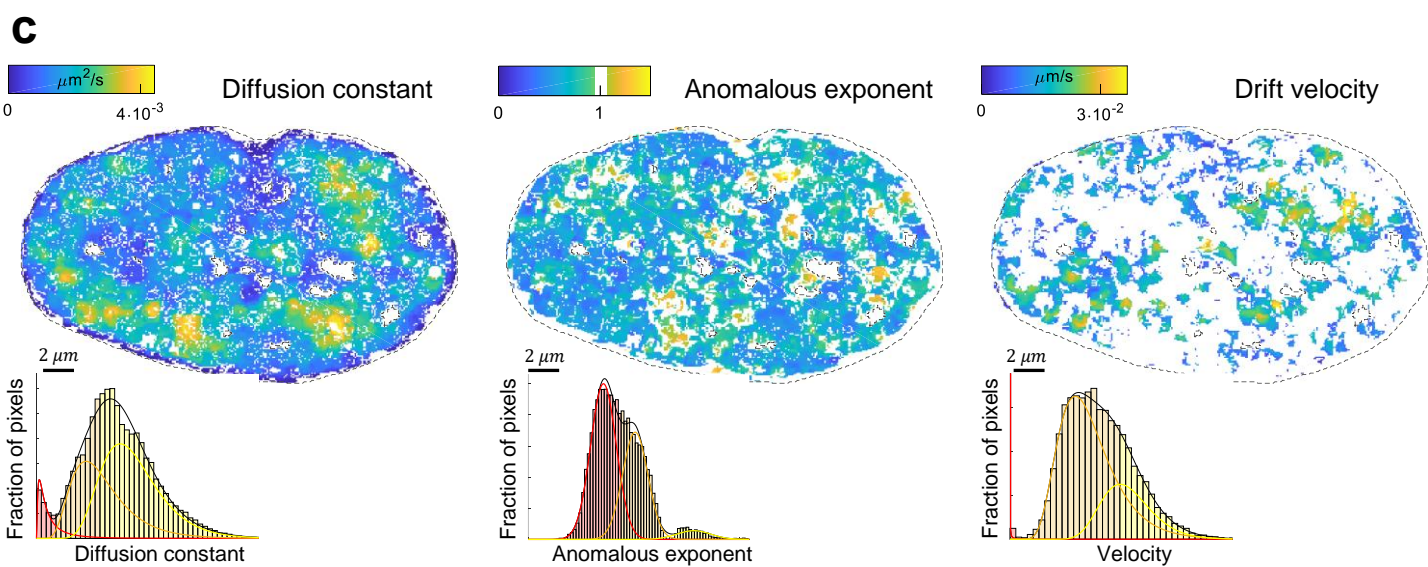 c
μm²/s
Diffusion constant
0
4·10⁻³
Anomalous exponent
0
1
μm/s
Drift velocity
0
3·10⁻²
2 μm
Fraction of pixels
Diffusion constant
2 μm
Fraction of pixels
Anomalous exponent
2 μm
Fraction of pixels
Velocity